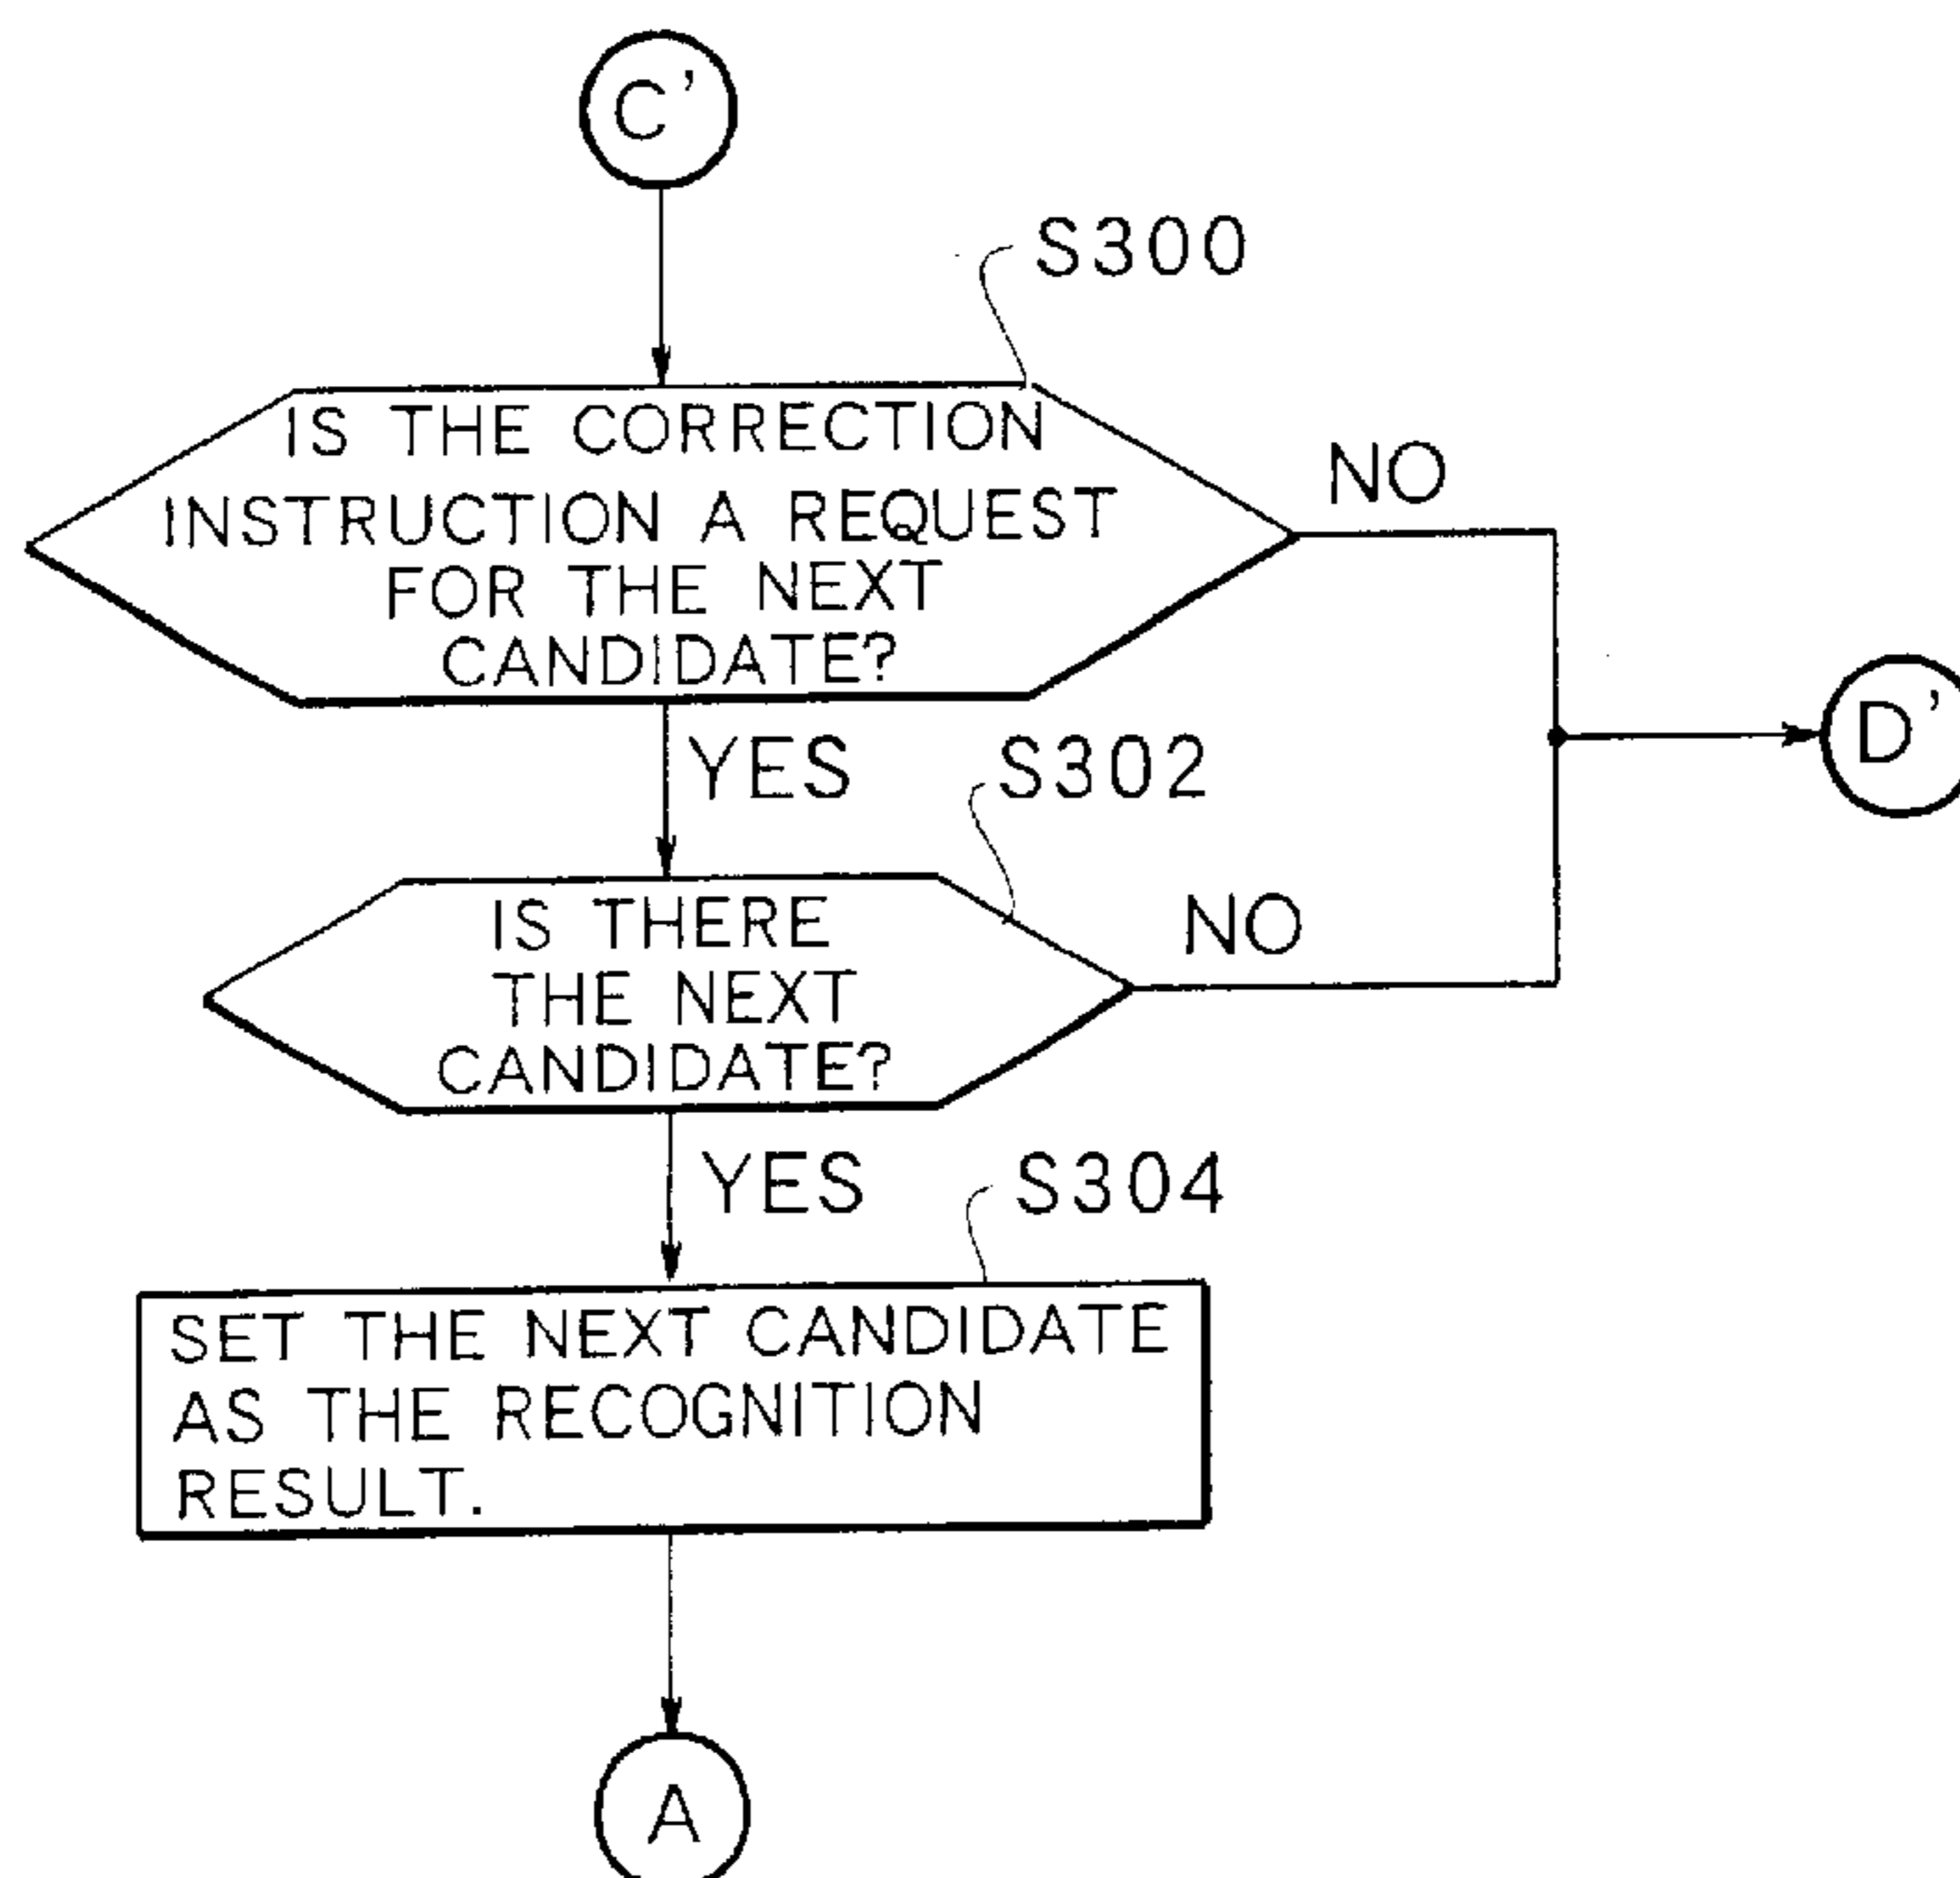 C'
S300
IS THE CORRECTION
INSTRUCTION A REQUEST
FOR THE NEXT
CANDIDATE?
NO
YES
S302
D'
IS THERE
THE NEXT
CANDIDATE?
NO
YES
S304
SET THE NEXT CANDIDATE
AS THE RECOGNITION
RESULT.
A